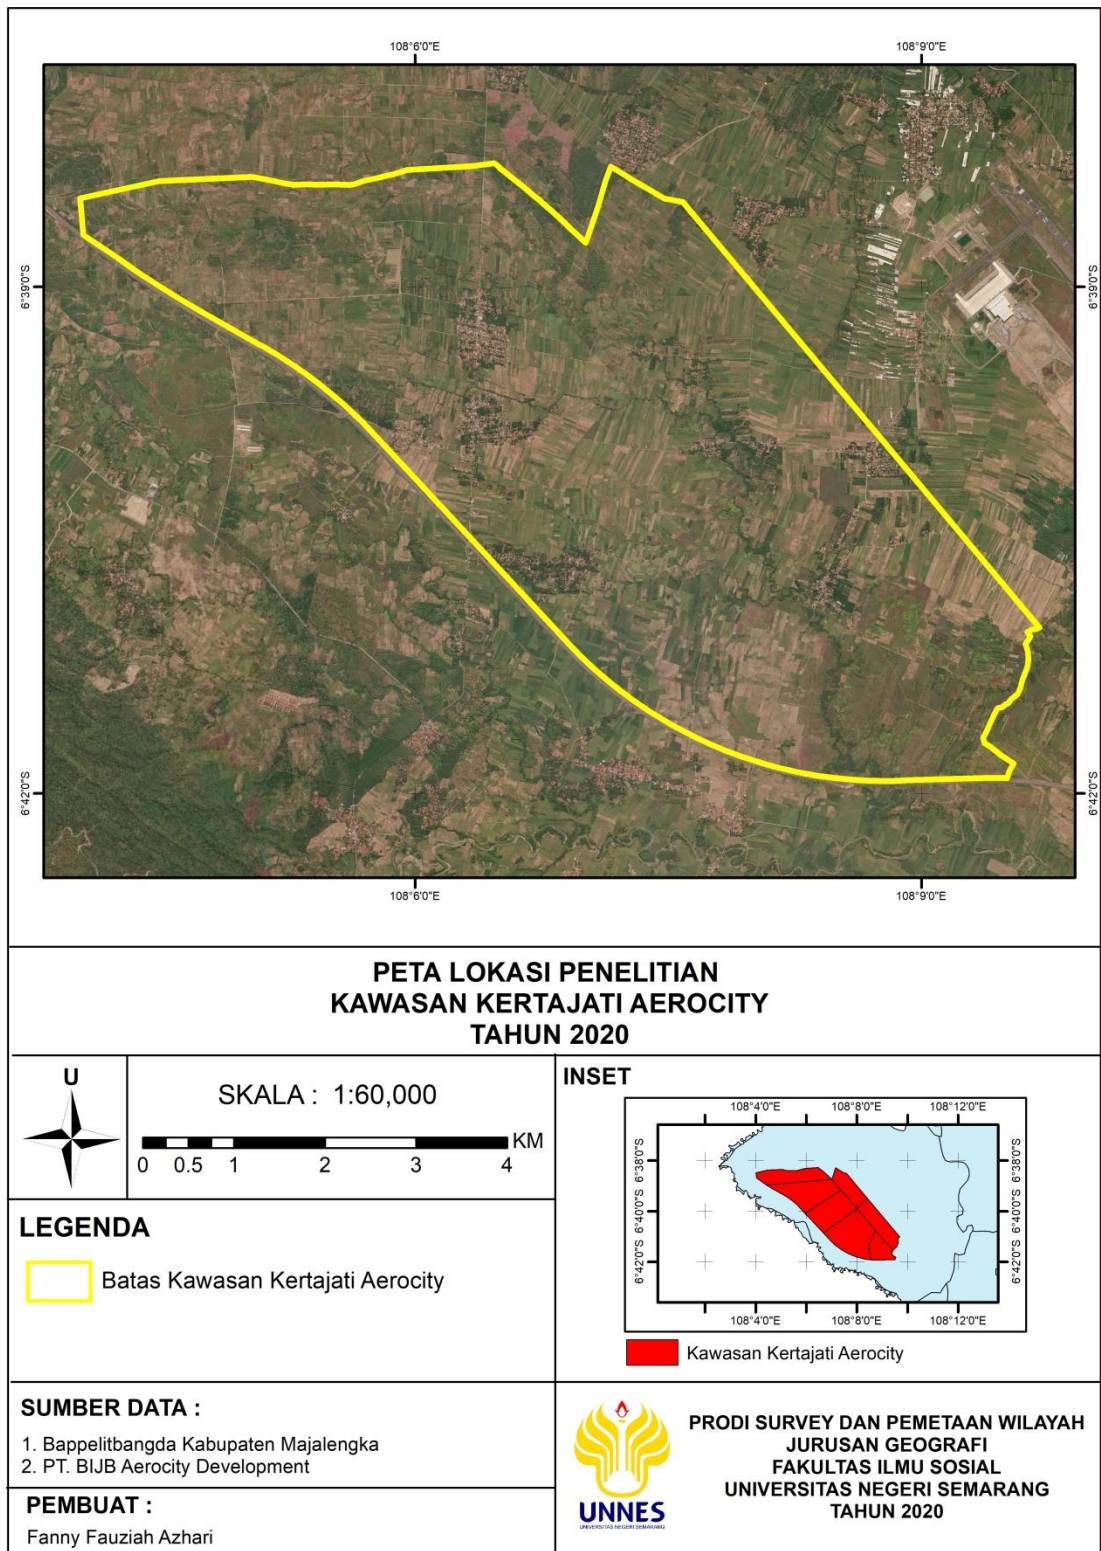 108°6'0"E
108°9'0"E
6°39'0"S
6°39'0"S
6°42'0"S
6°42'0"S
108°6'0"E
108°9'0"E
PETA LOKASI PENELITIAN
KAWASAN KERTAJATI AEROCITY
TAHUN 2020
U
SKALA : 1:60,000
KM
0 0.5 1 2 3 4
INSET
108°4'0"E 108°8'0"E 108°12'0"E
6°38'0"S
6°38'0"S
6°40'0"S
6°40'0"S
6°42'0"S
6°42'0"S
108°4'0"E 108°8'0"E 108°12'0"E
Kawasan Kertajati Aerocity
LEGENDA
Batas Kawasan Kertajati Aerocity
SUMBER DATA :
1. Bappelitbangda Kabupaten Majalengka
2. PT. BIJB Aerocity Development
PEMBUAT :
Fanny Fauziah Azhari
UNNES
UNIVERSITAS NEGERI SEMARANG
PRODI SURVEY DAN PEMETAAN WILAYAH
JURUSAN GEOGRAFI
FAKULTAS ILMU SOSIAL
UNIVERSITAS NEGERI SEMARANG
TAHUN 2020